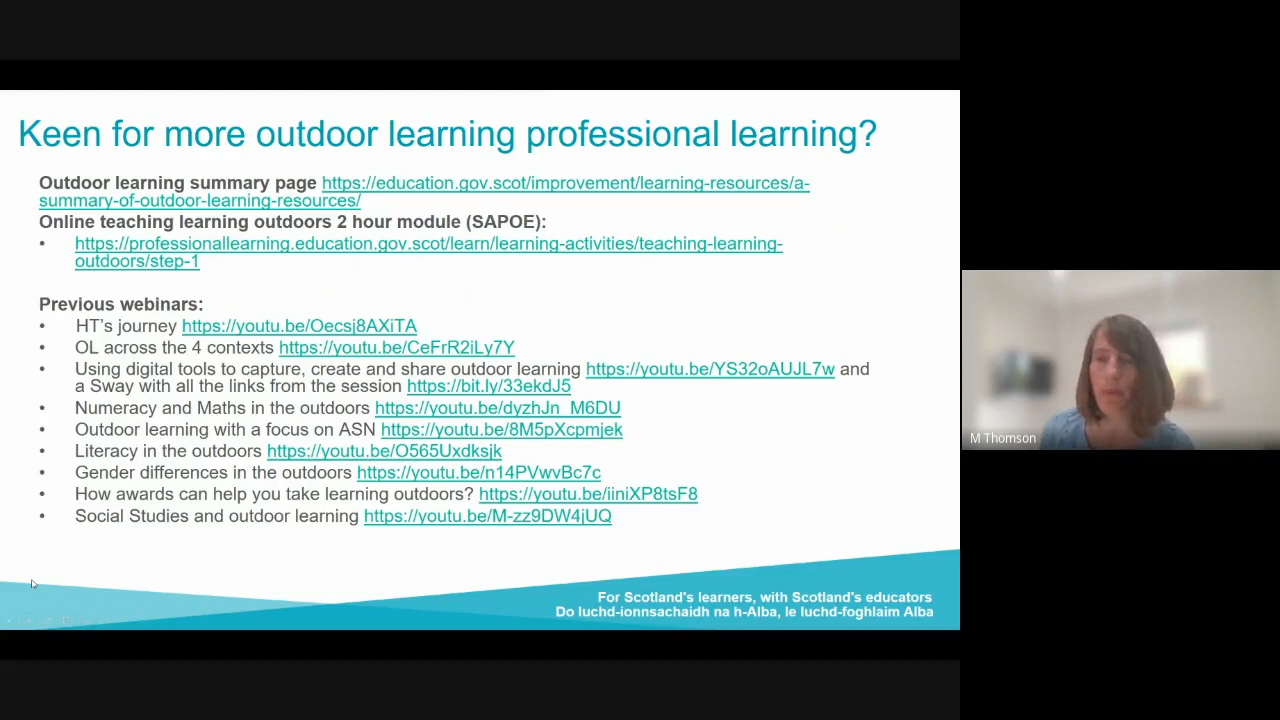 Keen for more outdoor learning professional learning?
Outdoor learning summary page https://education.gov.scot/improvement/learning-resources/a-
summary-of-outdoor-learning-resources/
Online teaching learning outdoors 2 hour module (SAPOE):
• https://professionallearning.education.gov.scot/learn/learning-activities/teaching-learning-
outdoors/step-1
Previous webinars:
• HT's journey https://youtu.be/Oecsj8AXiTA
• OL across the 4 contexts https://youtu.be/CeFrR2iLy7Y
• Using digital tools to capture, create and share outdoor learning https://youtu.be/YS32oAUJL7w and
a Sway with all the links from the session https://bit.ly/33ekdJ5
• Numeracy and Maths in the outdoors https://youtu.be/dyzhJn_M6DU
• Outdoor learning with a focus on ASN https://youtu.be/8M5pXcpmjek
• Literacy in the outdoors https://youtu.be/O565Uxdksjk
• Gender differences in the outdoors https://youtu.be/n14PVwvBc7c
• How awards can help you take learning outdoors? https://youtu.be/iiniXP8tsF8
• Social Studies and outdoor learning https://youtu.be/M-zz9DW4jUQ
For Scotland's learners, with Scotland's educators
Do luchd-ionnsachaidh na h-Alba, le luchd-foghlaim Alba
M Thomson